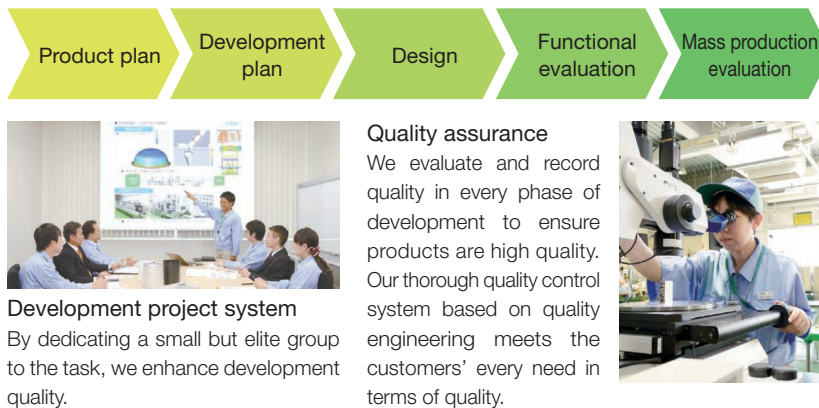 Product plan
Development
plan
Design
Functional
evaluation
Mass production
evaluation
Development project system
By dedicating a small but elite group
to the task, we enhance development
quality.
Quality assurance
We evaluate and record
quality in every phase of
development to ensure
products are high quality.
Our thorough quality control
system based on quality
engineering meets the
customers’ every need in
terms of quality.